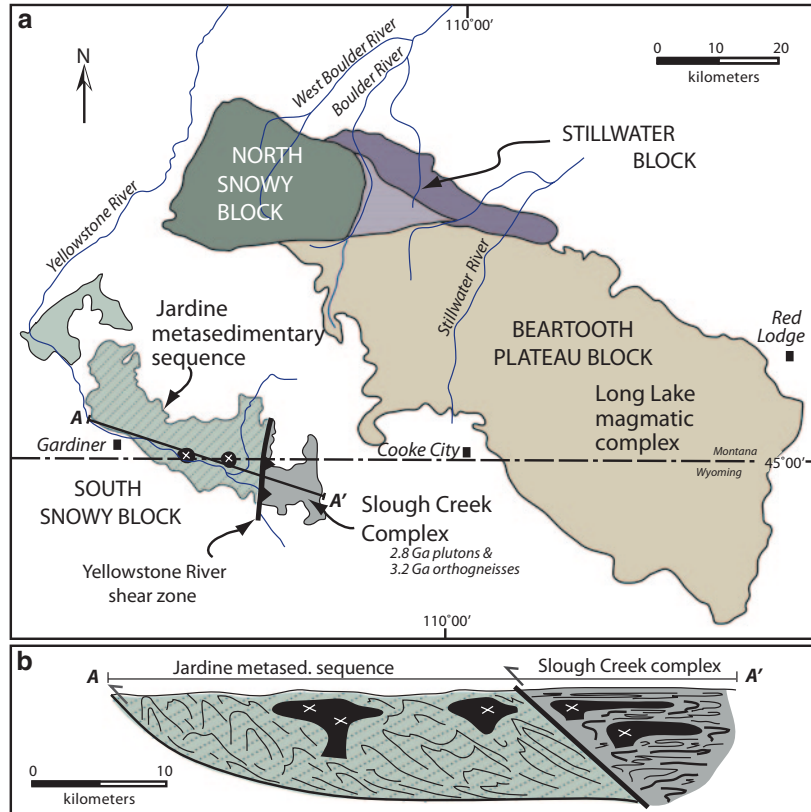 a
110˚00'
N
0 10 20
kilometers
West Boulder River
Boulder River
STILLWATER
BLOCK
NORTH
SNOWY
BLOCK
Yellowstone River
Stillwater River
Jardine
metasedimentary
sequence
BEARTOOTH
PLATEAU BLOCK
Red
Lodge
Long Lake
magmatic
complex
A
Gardiner
x x
Cooke City
Montana
Wyoming
45˚00'
SOUTH
SNOWY BLOCK
A'
Slough Creek
Complex
2.8 Ga plutons &
3.2 Ga orthogneisses
Yellowstone River
shear zone
110˚00'
b
A Jardine metased. sequence Slough Creek complex A'
x x x x x
0 10
kilometers